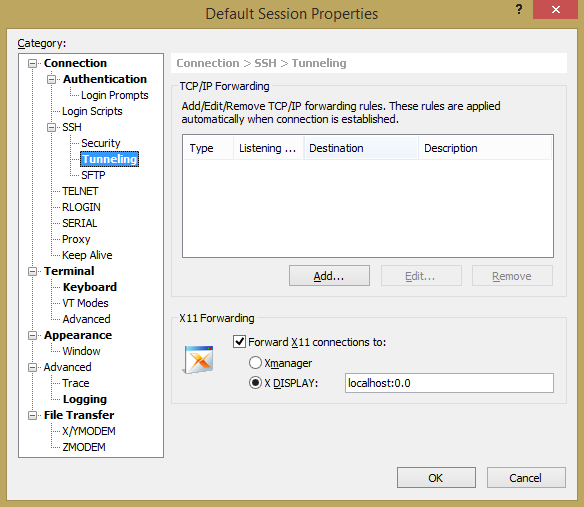 Default Session Properties
?
Category:
Connection
Authentication
Login Prompts
Login Scripts
SSH
Security
Tunneling
SFTP
TELNET
RLOGIN
SERIAL
Proxy
Keep Alive
Terminal
Keyboard
VT Modes
Advanced
Appearance
Window
Advanced
Trace
Logging
File Transfer
X/YMODEM
ZMODEM
Connection > SSH > Tunneling
TCP/IP Forwarding
Add/Edit/Remove TCP/IP forwarding rules. These rules are applied
automatically when connection is established.
Type Listening ... Destination Description
Add... Edit... Remove
X11 Forwarding
Forward X11 connections to:
Xmanager
X DISPLAY: localhost:0.0
OK Cancel